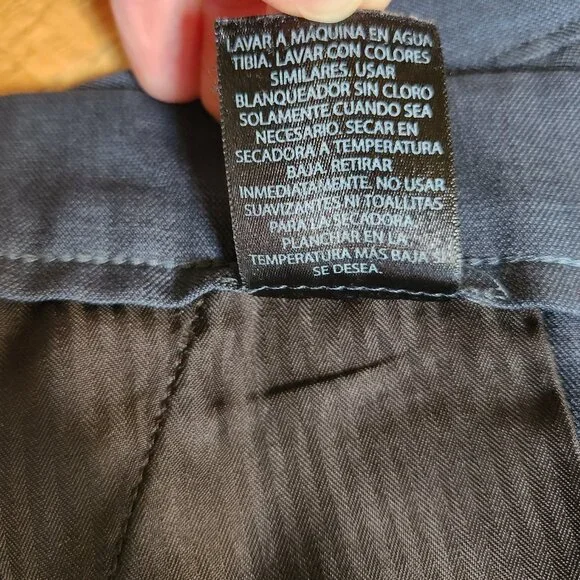 LAVAR A MÁQUINA EN AGUA
TIBIA. LAVAR CON COLORES
SIMILARES. USAR
BLANQUEADOR SIN CLORO
SOLAMENTE CUANDO SEA
NECESARIO. SECAR EN
SECADORA A TEMPERATURA
BAJA. RETIRAR
INMEDIATAMENTE. NO USAR
SUAVIZANTES NI TOALLITAS
PARA LA SECADORA.
PLANCHAR EN LA
TEMPERATURA MÁS BAJA SI
SE DESEA.